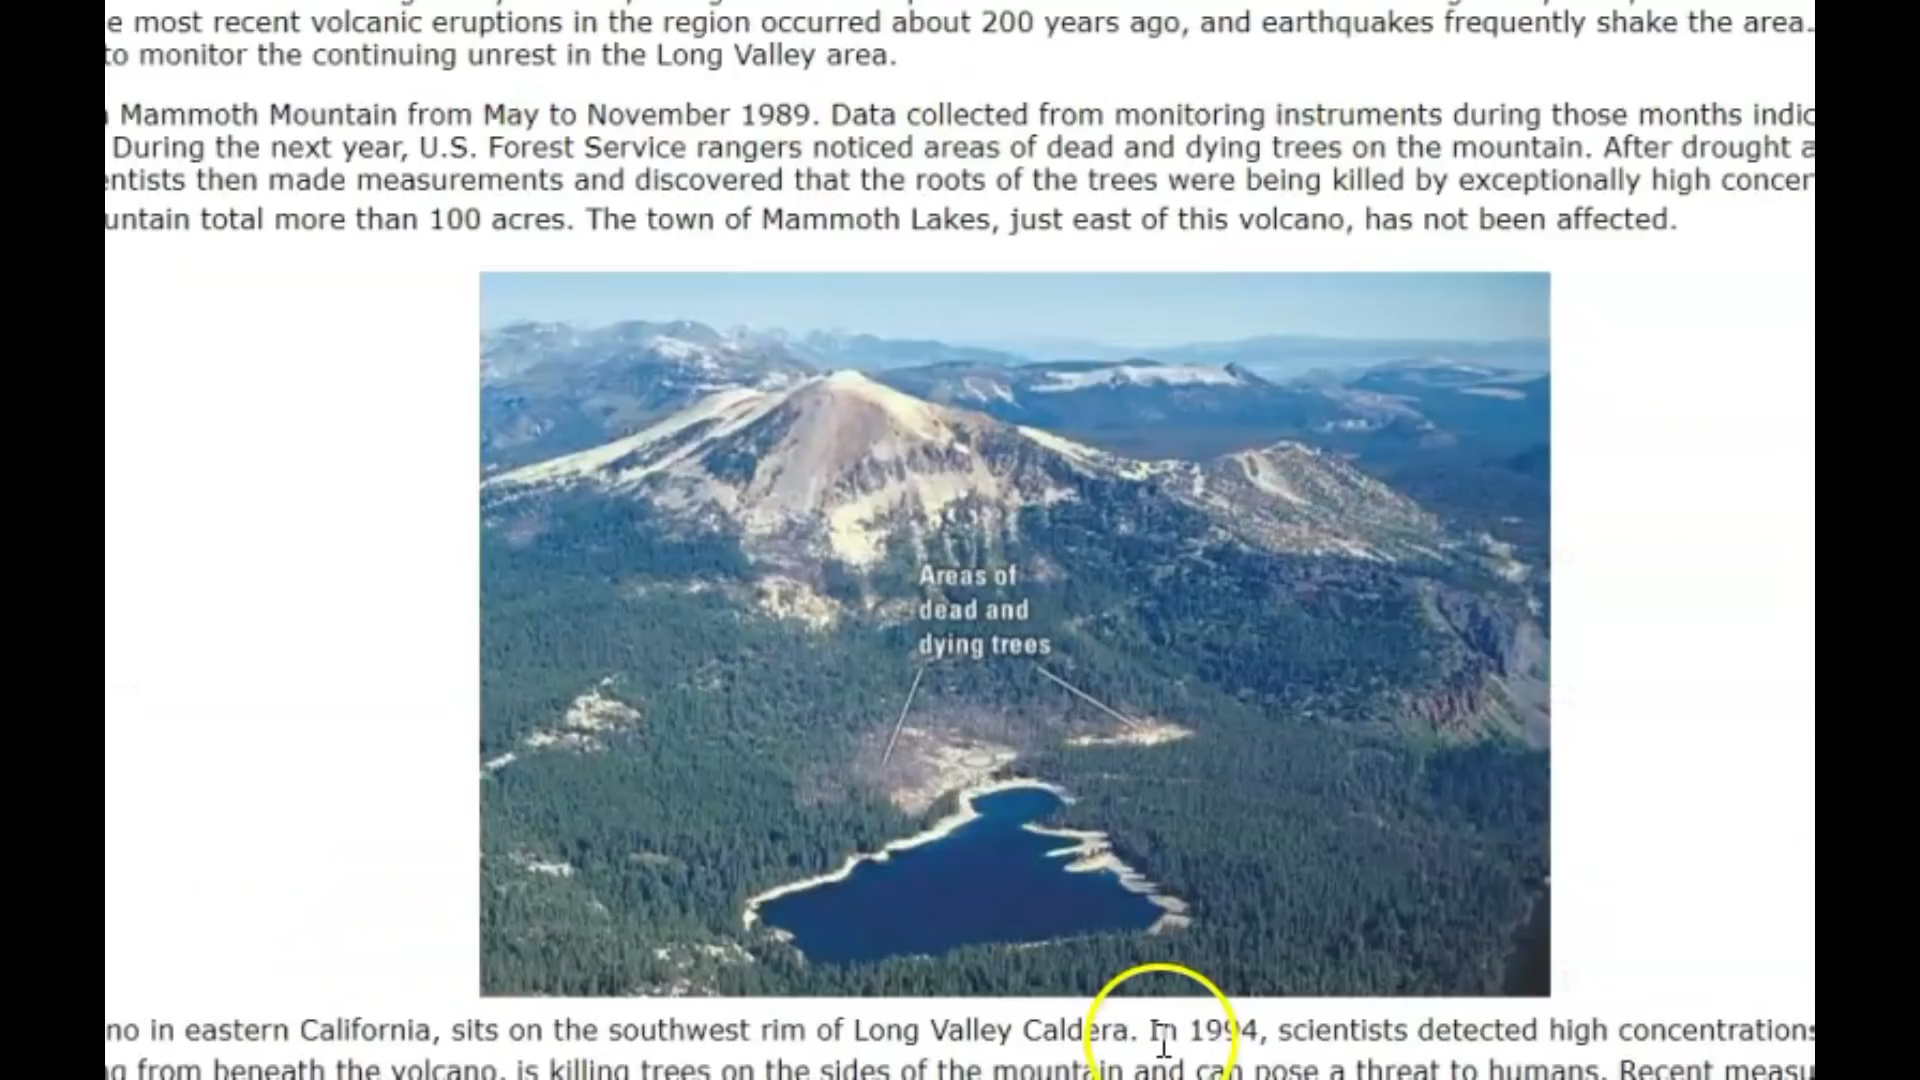 e most recent volcanic eruptions in the region occurred about 200 years ago, and earthquakes frequently shake the area.
to monitor the continuing unrest in the Long Valley area.
Mammoth Mountain from May to November 1989. Data collected from monitoring instruments during those months indic
During the next year, U.S. Forest Service rangers noticed areas of dead and dying trees on the mountain. After drought a
entists then made measurements and discovered that the roots of the trees were being killed by exceptionally high concer
untain total more than 100 acres. The town of Mammoth Lakes, just east of this volcano, has not been affected.
Areas of
dead and
dying trees
no in eastern California, sits on the southwest rim of Long Valley Caldera. In 1994, scientists detected high concentrations
ng from beneath the volcano, is killing trees on the sides of the mountain and can pose a threat to humans. Recent measu